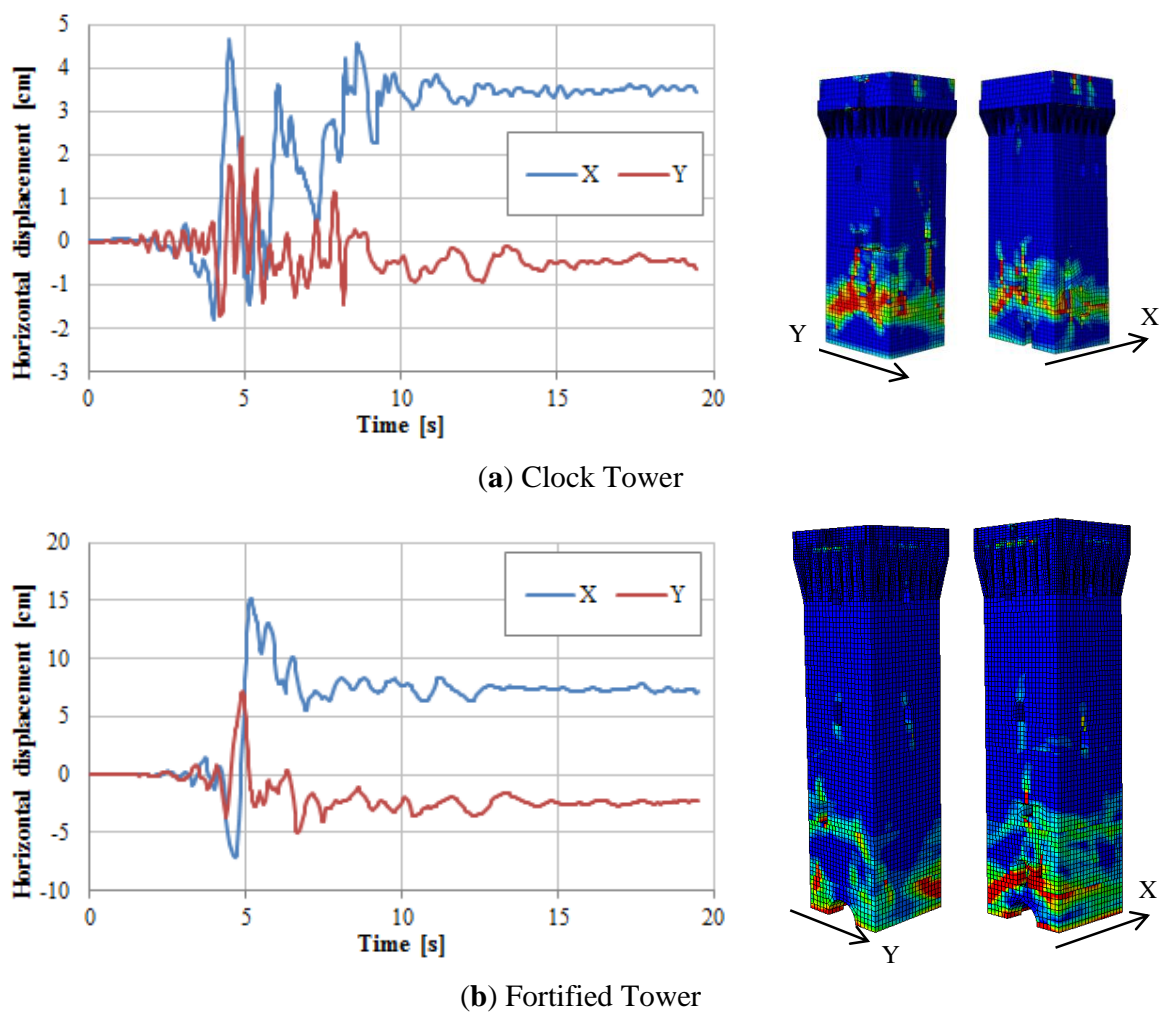 Horizontal displacement [cm]
5
4
3
2
1
0
-1
-2
-3
0 5 10 15 20
Time [s]
X Y
Y
X
(a) Clock Tower
Horizontal displacement [cm]
20
15
10
5
0
-5
-10
0 5 10 15 20
Time [s]
X Y
Y
X
(b) Fortified Tower